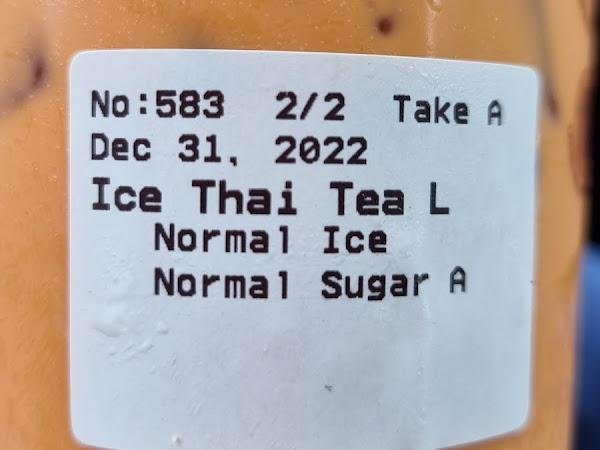 No:583 2/2 Take A
Dec 31, 2022
Ice Thai Tea L
Normal Ice
Normal Sugar A